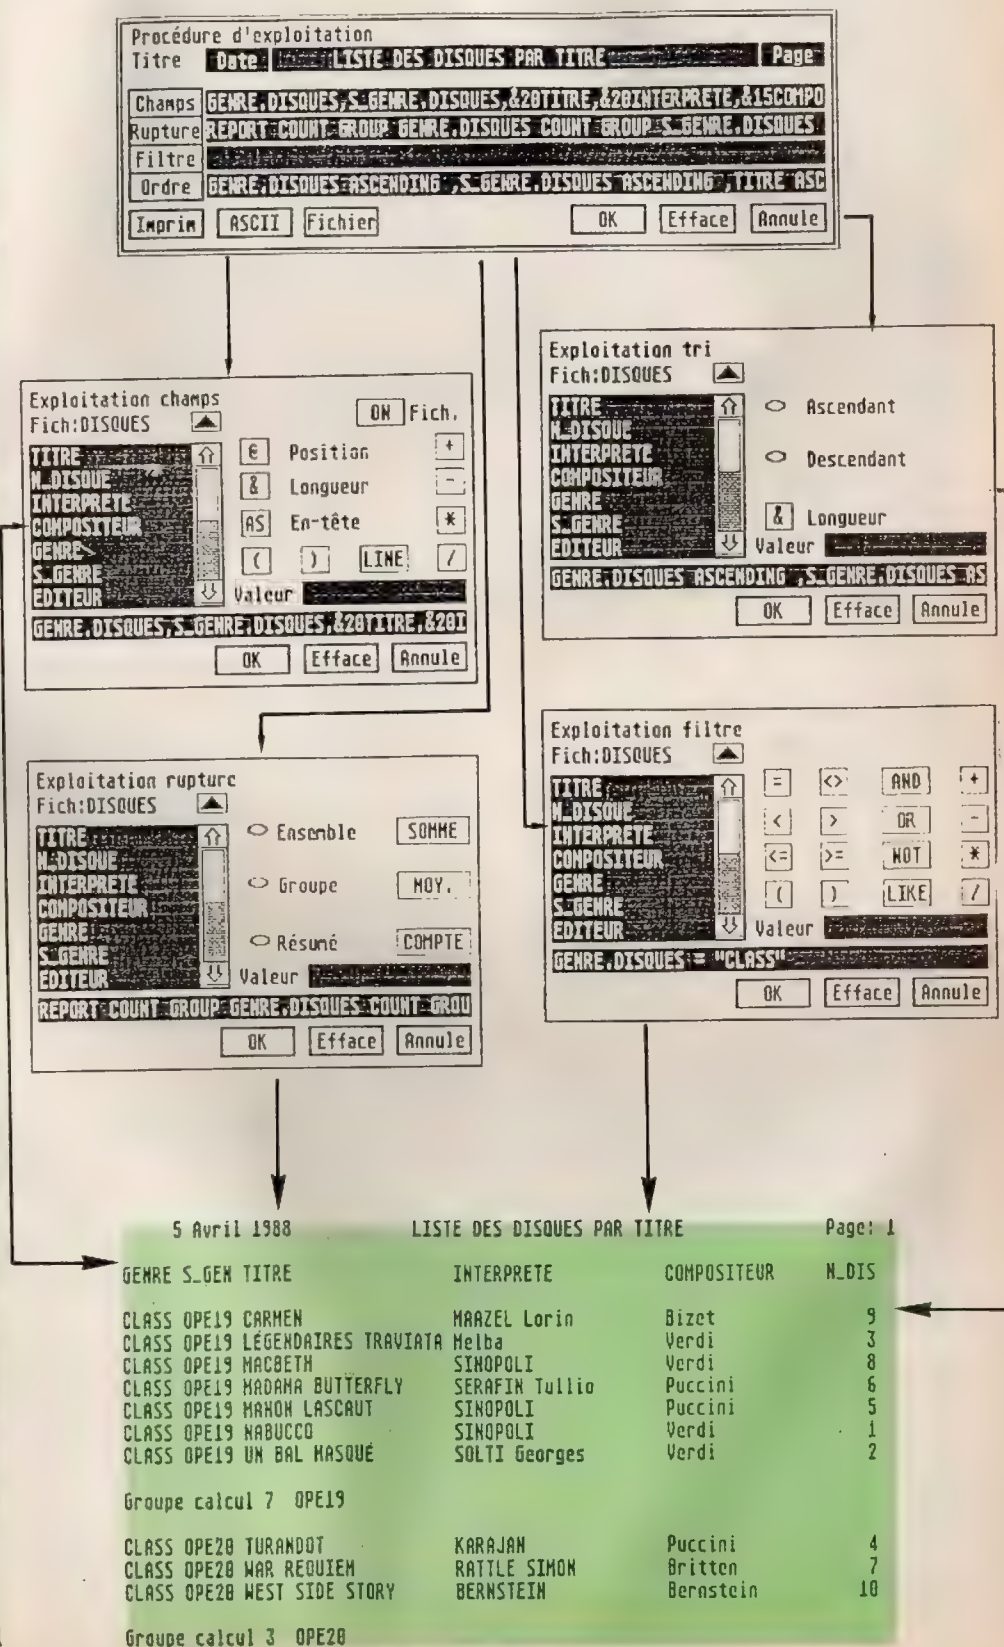 Procédure d'exploitation
Titre Date LISTE DES DISQUES PAR TITRE Page
Champs GENRE.DISQUES,S_GENRE.DISQUES,&20TITRE,&20INTERPRETE,&15COMPO
Rupture REPORT COUNT GROUP GENRE.DISQUES COUNT GROUP S_GENRE.DISQUES
Filtre
Ordre GENRE.DISQUES ASCENDING ,S_GENRE.DISQUES ASCENDING ,TITRE ASC
Imprim ASCII Fichier OK Efface Annule
Exploitation champs
Fich:DISQUES ON Fich.
TITRE
N_DISQUE
INTERPRETE
COMPOSITEUR
GENRE
S_GENRE
EDITEUR
€ Position +
& Longueur -
AS En-tête *
( ) LINE /
Valeur
GENRE.DISQUES,S_GENRE.DISQUES,&20TITRE,&20I
OK Efface Annule
Exploitation tri
Fich:DISQUES
TITRE
N_DISQUE
INTERPRETE
COMPOSITEUR
GENRE
S_GENRE
EDITEUR
Ascendant
Descendant
& Longueur
Valeur
GENRE.DISQUES ASCENDING ,S_GENRE.DISQUES AS
OK Efface Annule
Exploitation rupture
Fich:DISQUES
TITRE
N_DISQUE
INTERPRETE
COMPOSITEUR
GENRE
S_GENRE
EDITEUR
Ensemble SOMME
Groupe MOY.
Résumé COMPTE
Valeur
REPORT COUNT GROUP GENRE.DISQUES COUNT GROU
OK Efface Annule
Exploitation filtre
Fich:DISQUES
TITRE
N_DISQUE
INTERPRETE
COMPOSITEUR
GENRE
S_GENRE
EDITEUR
= <> AND +
< > OR -
<= >= NOT *
( ) LIKE /
Valeur
GENRE.DISQUES = "CLASS"
OK Efface Annule
5 Avril 1988 LISTE DES DISQUES PAR TITRE Page: 1
GENRE S_GEN TITRE INTERPRETE COMPOSITEUR N_DIS
CLASS OPE19 CARMEN MAAZEL Lorin Bizet 9
CLASS OPE19 LÉGENDAIRES TRAVIATA Melba Verdi 3
CLASS OPE19 MACBETH SINOPOLI Verdi 8
CLASS OPE19 MADAMA BUTTERFLY SERAFIN Tullio Puccini 6
CLASS OPE19 MANON LASCAUT SINOPOLI Puccini 5
CLASS OPE19 NABUCCO SINOPOLI Verdi 1
CLASS OPE19 UN BAL MASQUÉ SOLTI Georges Verdi 2
Groupe calcul 7 OPE19
CLASS OPE20 TURANDOT KARAJAN Puccini 4
CLASS OPE20 WAR REQUIEM RATTLE SIMON Britten 7
CLASS OPE20 WEST SIDE STORY BERNSTEIN Bernstein 10
Groupe calcul 3 OPE20